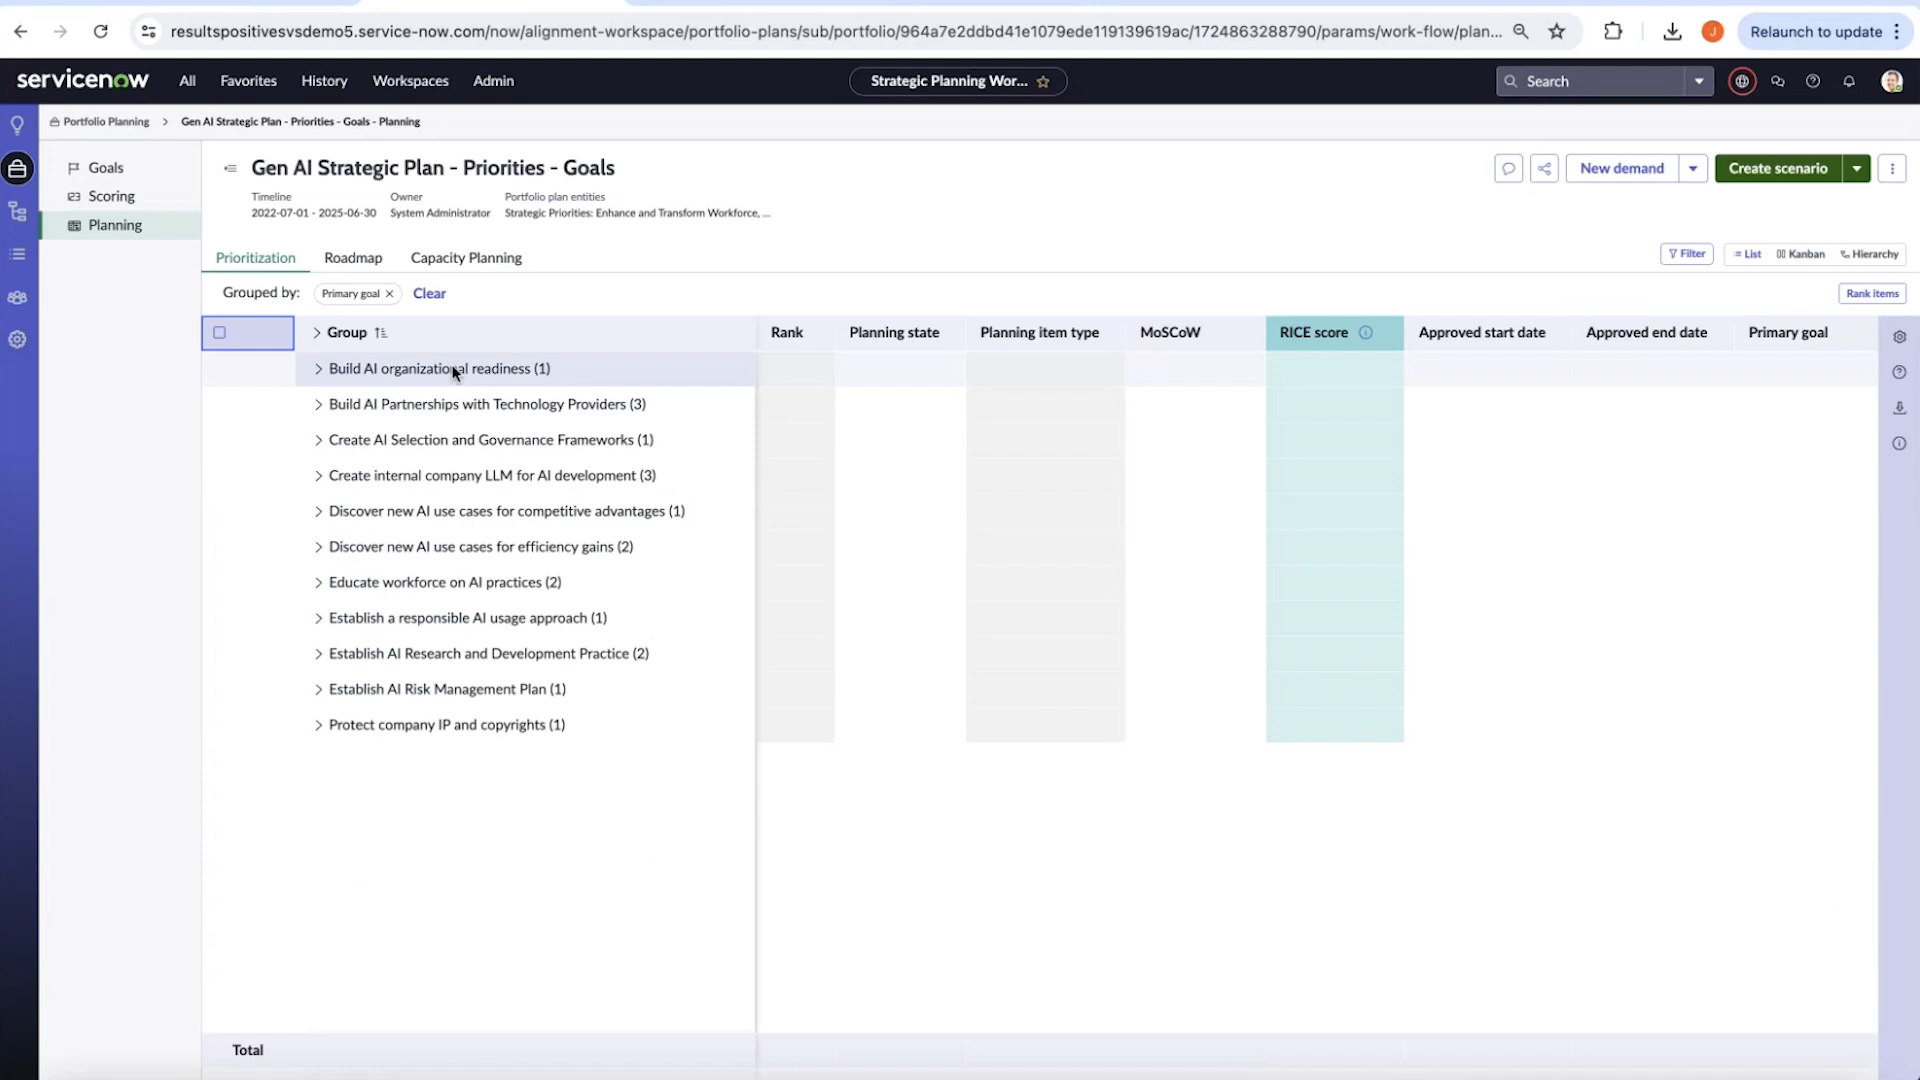 resultspositivesvsdemo5.service-now.com/now/alignment-workspace/portfolio-plans/sub/portfolio/964a7e2ddbd41e1079ede119139619ac/1724863288790/params/work-flow/plan...
J
Relaunch to update
servicenow
All
Favorites
History
Workspaces
Admin
Strategic Planning Wor...
Search
Portfolio Planning
Gen AI Strategic Plan - Priorities - Goals - Planning
Goals
Scoring
Planning
Gen AI Strategic Plan - Priorities - Goals
Timeline
Owner
Portfolio plan entities
2022-07-01 - 2025-06-30
System Administrator
Strategic Priorities: Enhance and Transform Workforce, ...
New demand
Create scenario
Prioritization
Roadmap
Capacity Planning
Filter
List
Kanban
Hierarchy
Grouped by:
Primary goal
Clear
Rank items
Group
Rank
Planning state
Planning item type
MoSCoW
RICE score
Approved start date
Approved end date
Primary goal
Build AI organizational readiness (1)
Build AI Partnerships with Technology Providers (3)
Create AI Selection and Governance Frameworks (1)
Create internal company LLM for AI development (3)
Discover new AI use cases for competitive advantages (1)
Discover new AI use cases for efficiency gains (2)
Educate workforce on AI practices (2)
Establish a responsible AI usage approach (1)
Establish AI Research and Development Practice (2)
Establish AI Risk Management Plan (1)
Protect company IP and copyrights (1)
Total